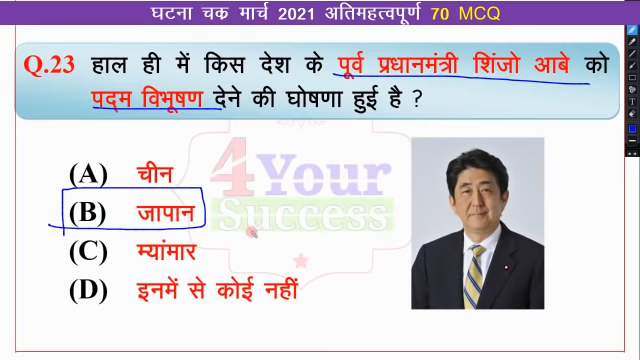 घटना चक्र मार्च 2021 अतिमहत्वपूर्ण 70 MCQ
Q.23 हाल ही में किस देश के पूर्व प्रधानमंत्री शिंजो आबे को
पद्म विभूषण देने की घोषणा हुई है ?
(A) चीन
4Your
(B) जापान
Success
(C) म्यांमार
(D) इनमें से कोई नहीं